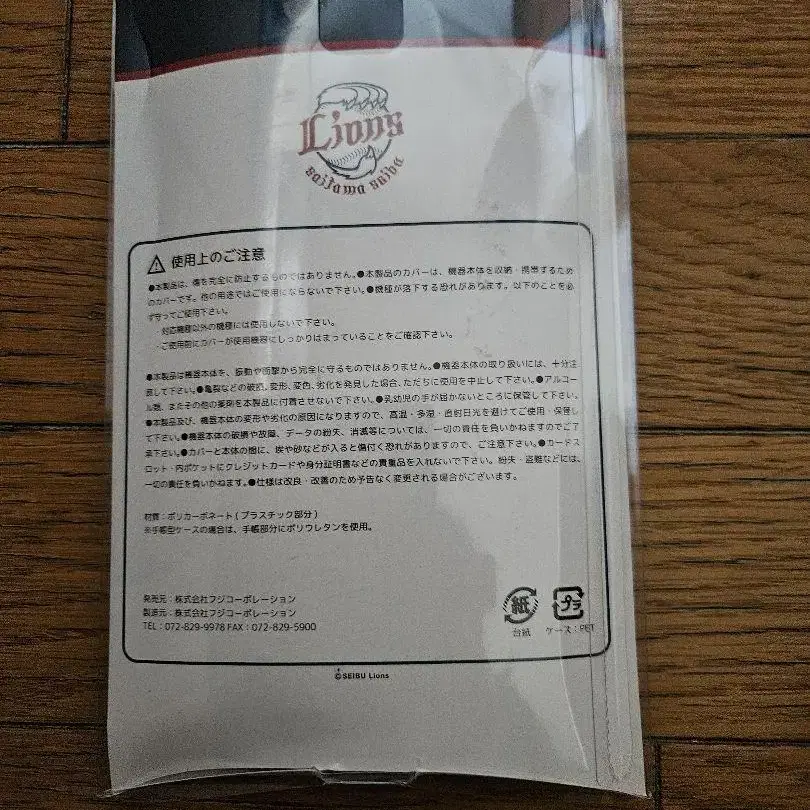 Lions
saitama seibu
使用上のご注意
●本製品は、傷を完全に防止するものではありません。●本製品のカバーは、機器本体を収納・携帯するため
のカバーです。他の用途ではご使用にならないで下さい。●機種が落下する恐れがあります。以下のことを必
ず守ってご使用下さい。
・対応機種以外の機種には使用しないで下さい。
・ご使用前にカバーが使用機器にしっかりはまっていることをご確認下さい。
●本製品は機器本体を、振動や衝撃から完全に守るものではありません。●機器本体の取り扱いには、十分注
意して下さい。●亀裂などの破損、変形、変色、劣化を発見した場合、ただちに使用を中止して下さい。●アルコー
ル類、またその他の薬剤を本製品に付着させないで下さい。●乳幼児の手が届かないところに保管して下さい。
●本製品及び、機器本体の変形や劣化の原因になりますので、高温・多湿・直射日光を避けてご使用・保管し
て下さい。●機器本体の破損や故障、データの紛失、消滅等については、一切の責任を負いかねますのでご了
承下さい。●カバーと本体の間に、埃や砂などが入ると傷付く恐れがありますので、ご注意下さい。●カードス
ロット・内ポケットにクレジットカードや身分証明書などの貴重品を入れないで下さい。紛失・盗難などには、
一切の責任を負いかねます。●仕様は改良・改善のため予告なく変更される場合がございます。
材質：ポリカーボネート(プラスチック部分)
※手帳型ケースの場合は、手帳部分にポリウレタンを使用。
発売元：株式会社フジコーポレーション
製造元：株式会社フジコーポレーション
TEL：072-829-9978 FAX：072-829-5900
紙
プラ
台紙
ケース：PET
©SEIBU Lions